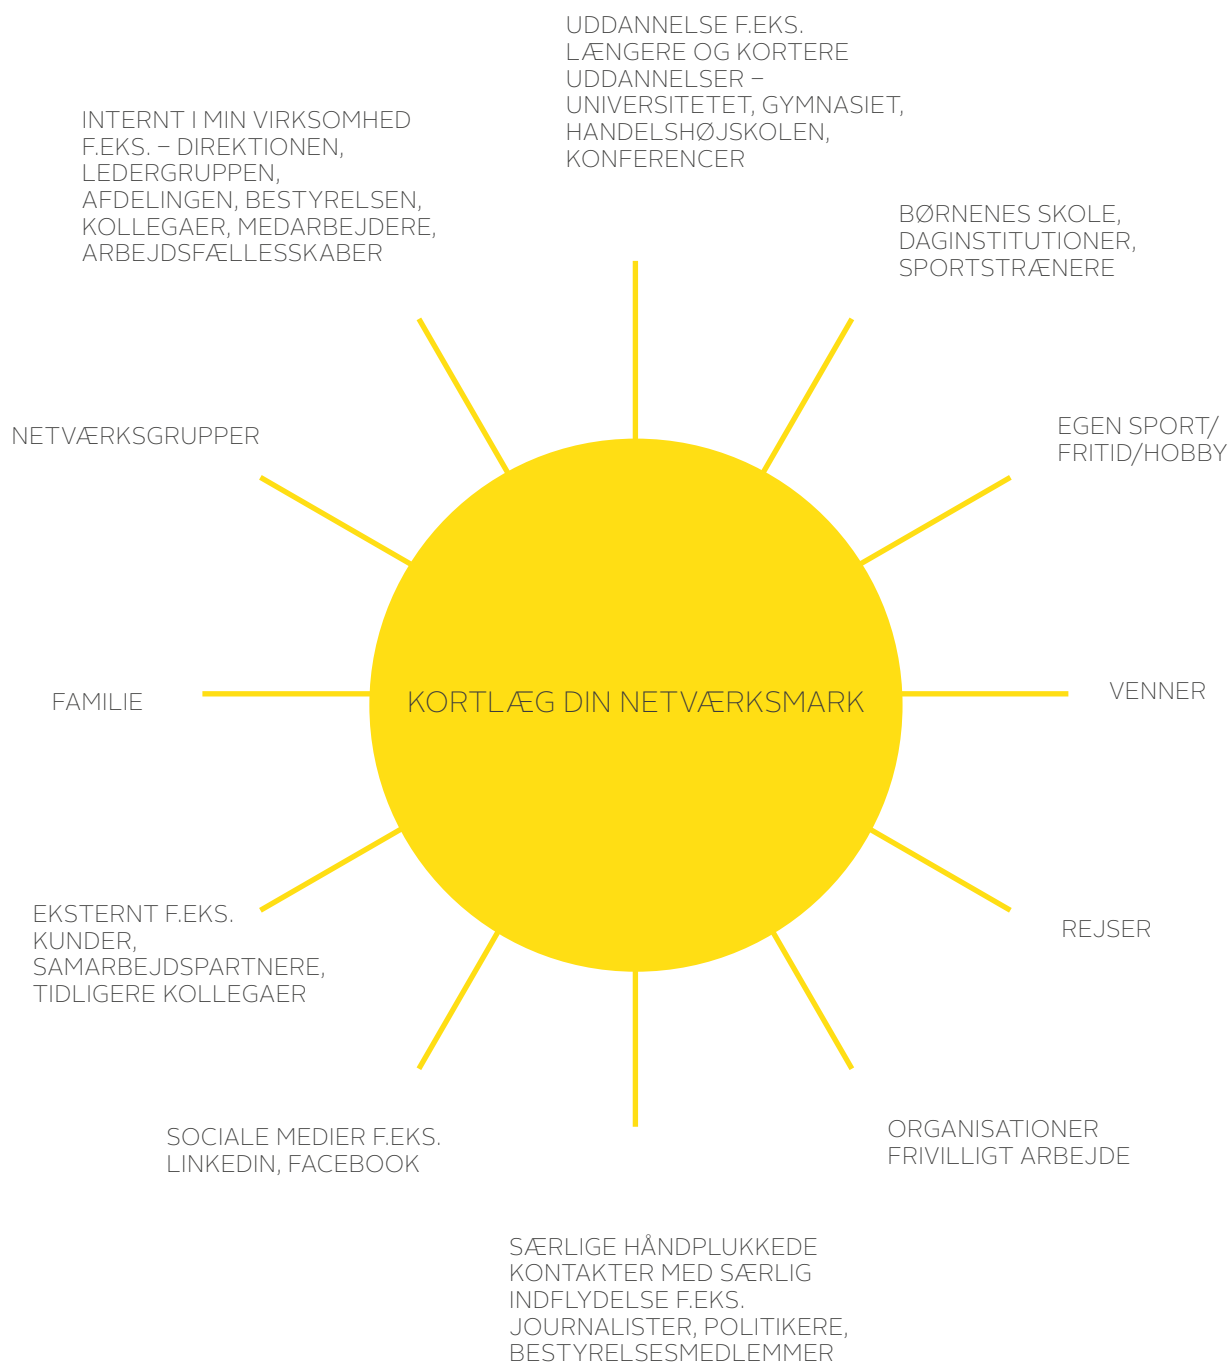 UDDANNELSE F.EKS.
LÆNGERE OG KORTERE
UDDANNELSER –
UNIVERSITETET, GYMNASIET,
HANDELSHØJSKOLEN,
KONFERENCER
INTERNT I MIN VIRKSOMHED
F.EKS. – DIREKTIONEN,
LEDERGRUPPEN,
AFDELINGEN, BESTYRELSEN,
KOLLEGAER, MEDARBEJDERE,
ARBEJDSFÆLLESSKABER
BØRNENES SKOLE,
DAGINSTITUTIONER,
SPORTSTRÆNERE
NETVÆRKSGRUPPER
EGEN SPORT/
FRITID/HOBBY
FAMILIE
KORTLÆG DIN NETVÆRKSMARK
VENNER
EKSTERNT F.EKS.
KUNDER,
SAMARBEJDSPARTNERE,
TIDLIGERE KOLLEGAER
REJSER
SOCIALE MEDIER F.EKS.
LINKEDIN, FACEBOOK
ORGANISATIONER
FRIVILLIGT ARBEJDE
SÆRLIGE HÅNDPLUKKEDE
KONTAKTER MED SÆRLIG
INDFLYDELSE F.EKS.
JOURNALISTER, POLITIKERE,
BESTYRELSESMEDLEMMER